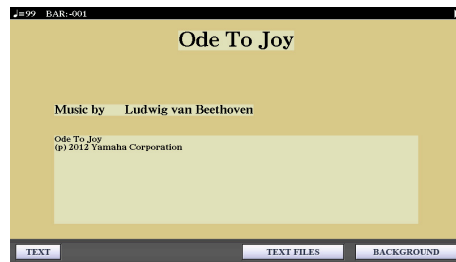 ♩=99 BAR:-001
Ode To Joy
Music by Ludwig van Beethoven
Ode To Joy
(p) 2012 Yamaha Corporation
TEXT TEXT FILES BACKGROUND